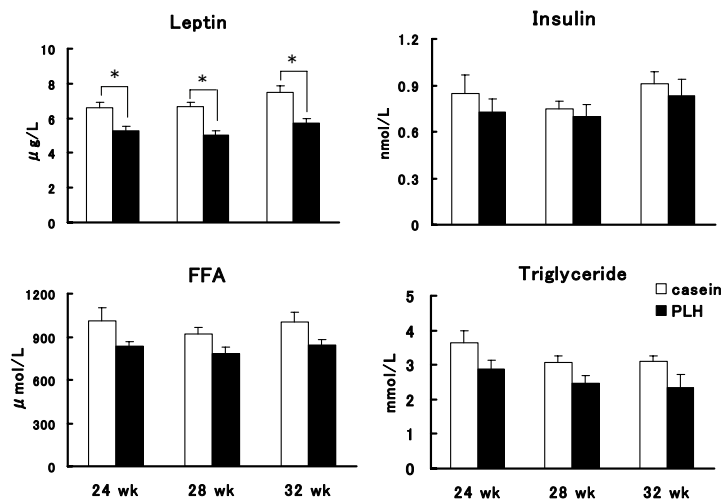 Leptin
10
8
6
4
2
0
μg/L
*
*
*
Insulin
1.2
0.9
0.6
0.3
0
nmol/L
FFA
1200
900
600
300
0
μmol/L
24 wk
28 wk
32 wk
Triglyceride
5
4
3
2
1
0
mmol/L
casein
PLH
24 wk
28 wk
32 wk